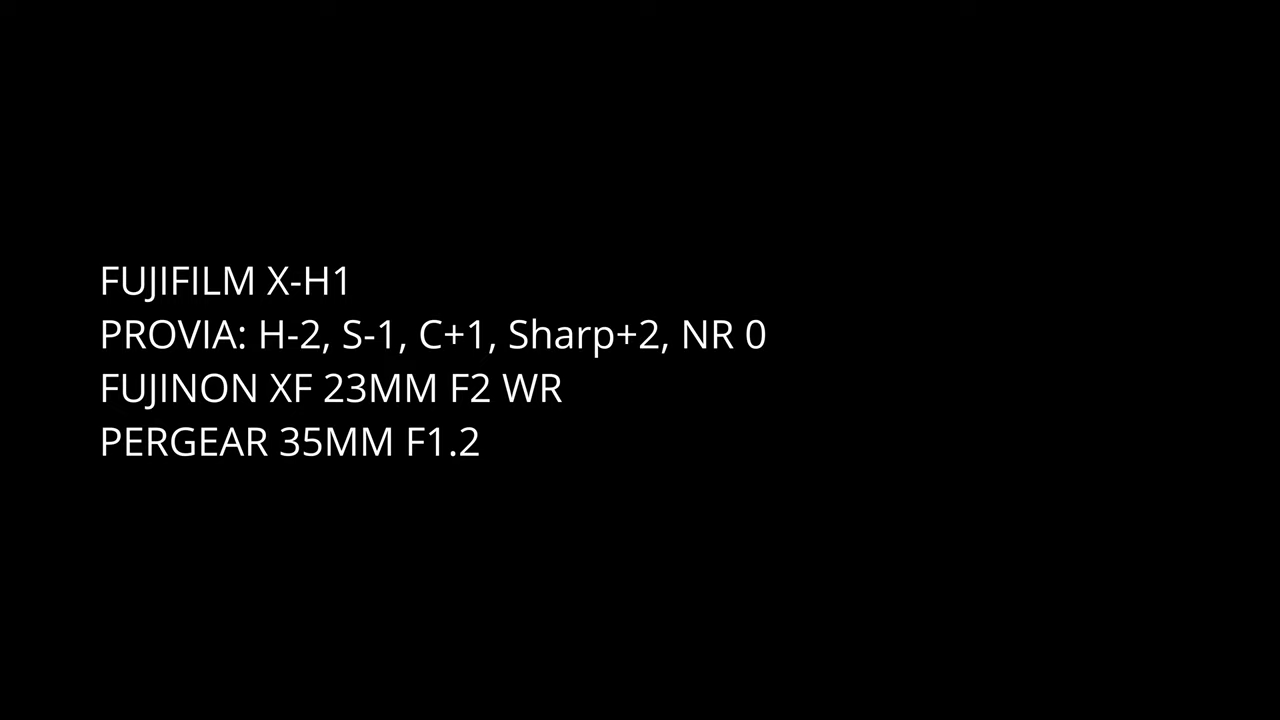 FUJIFILM X-H1
PROVIA: H-2, S-1, C+1, Sharp+2, NR 0
FUJINON XF 23MM F2 WR
PERGEAR 35MM F1.2